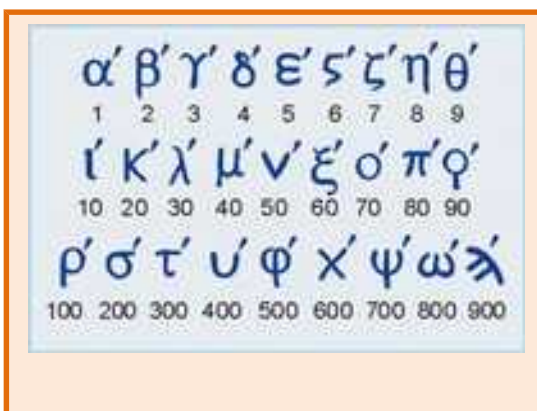 α΄ β΄ γ΄ δ΄ ε΄ ϛ΄ ζ΄ η΄ θ΄
1 2 3 4 5 6 7 8 9
ι΄ κ΄ λ΄ μ΄ ν΄ ξ΄ ο΄ π΄ ϙ΄
10 20 30 40 50 60 70 80 90
ρ΄ σ΄ τ΄ υ΄ φ΄ χ΄ ψ΄ ω΄ ϡ΄
100 200 300 400 500 600 700 800 900